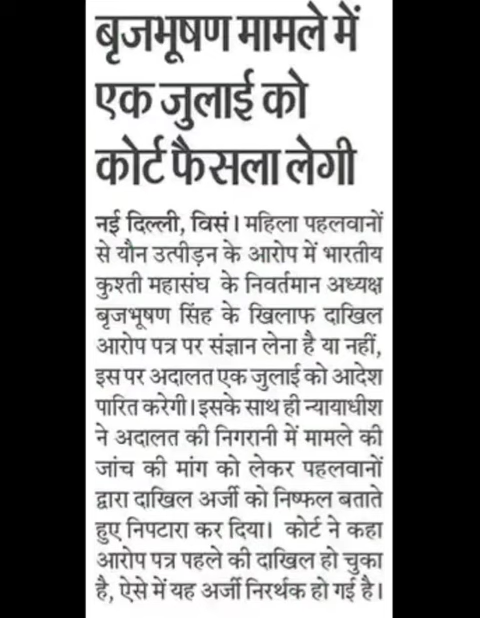 बृजभूषण मामले में
एक जुलाई को
कोर्ट फैसला लेगी
नई दिल्ली, विसं। महिला पहलवानों
से यौन उत्पीड़न के आरोप में भारतीय
कुश्ती महासंघ के निवर्तमान अध्यक्ष
बृजभूषण सिंह के खिलाफ दाखिल
आरोप पत्र पर संज्ञान लेना है या नहीं,
इस पर अदालत एक जुलाई को आदेश
पारित करेगी। इसके साथ ही न्यायाधीश
ने अदालत की निगरानी में मामले की
जांच की मांग को लेकर पहलवानों
द्वारा दाखिल अर्जी को निष्फल बताते
हुए निपटारा कर दिया। कोर्ट ने कहा
आरोप पत्र पहले की दाखिल हो चुका
है, ऐसे में यह अर्जी निरर्थक हो गई है।